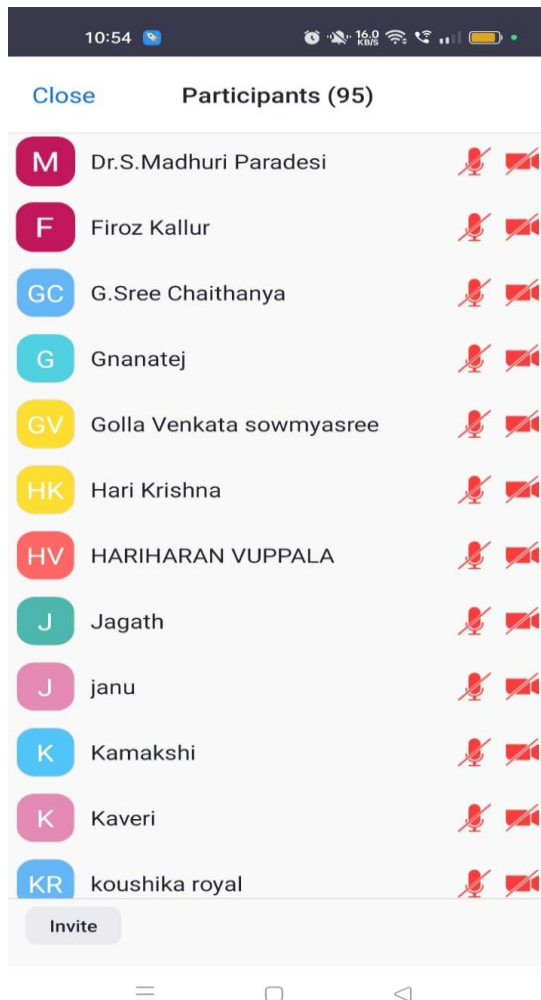 10:54 16.0 KB/S
Close Participants (95)
M Dr.S.Madhuri Paradesi
F Firoz Kallur
GC G.Sree Chaithanya
G Gnanatej
GV Golla Venkata sowmyasree
HK Hari Krishna
HV HARIHARAN VUPPALA
J Jagath
J janu
K Kamakshi
K Kaveri
KR koushika royal
Invite